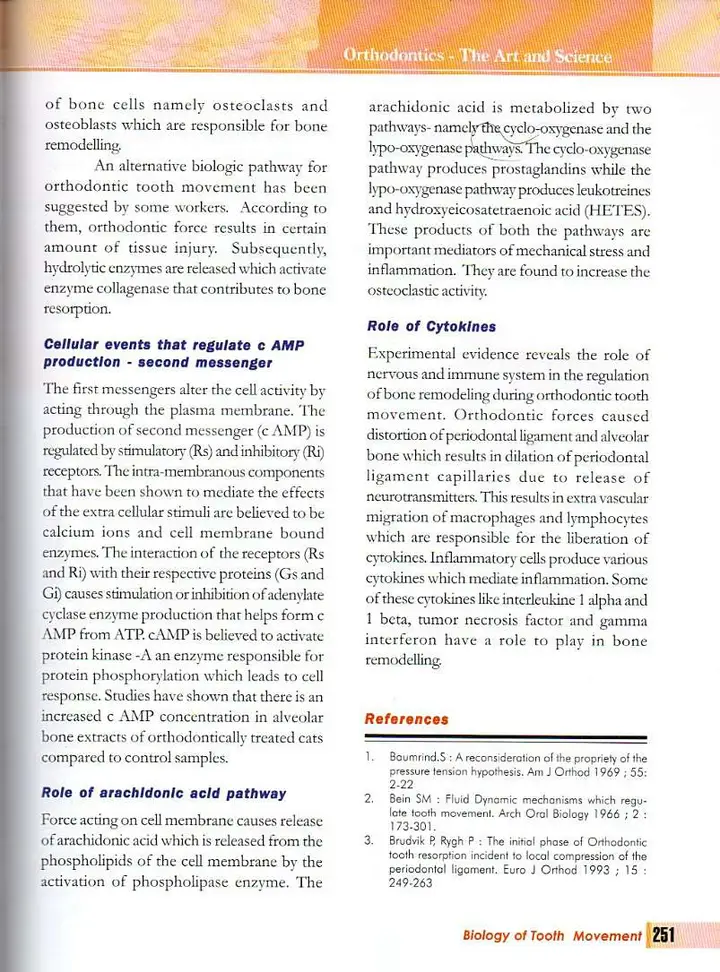 Orthodontics - The Art and Science
of bone cells namely osteoclasts and
osteoblasts which are responsible for bone
remodelling.
An alternative biologic pathway for
orthodontic tooth movement has been
suggested by some workers. According to
them, orthodontic force results in certain
amount of tissue injury. Subsequently,
hydrolytic enzymes are released which activate
enzyme collagenase that contributes to bone
resorption.
Cellular events that regulate c AMP
production - second messenger
The first messengers alter the cell activity by
acting through the plasma membrane. The
production of second messenger (c AMP) is
regulated by stimulatory (Rs) and inhibitory (Ri)
receptors. The intra-membranous components
that have been shown to mediate the effects
of the extra cellular stimuli are believed to be
calcium ions and cell membrane bound
enzymes. The interaction of the receptors (Rs
and Ri) with their respective proteins (Gs and
Gi) causes stimulation or inhibition of adenylate
cyclase enzyme production that helps form c
AMP from ATP. cAMP is believed to activate
protein kinase -A an enzyme responsible for
protein phosphorylation which leads to cell
response. Studies have shown that there is an
increased c AMP concentration in alveolar
bone extracts of orthodontically treated cats
compared to control samples.
Role of arachidonic acid pathway
Force acting on cell membrane causes release
of arachidonic acid which is released from the
phospholipids of the cell membrane by the
activation of phospholipase enzyme. The
arachidonic acid is metabolized by two
pathways- namely the cyclo-oxygenase and the
lypo-oxygenase pathways. The cyclo-oxygenase
pathway produces prostaglandins while the
lypo-oxygenase pathway produces leukotreines
and hydroxyeicosatetraenoic acid (HETES).
These products of both the pathways are
important mediators of mechanical stress and
inflammation. They are found to increase the
osteoclastic activity.
Role of Cytokines
Experimental evidence reveals the role of
nervous and immune system in the regulation
of bone remodeling during orthodontic tooth
movement. Orthodontic forces caused
distortion of periodontal ligament and alveolar
bone which results in dilation of periodontal
ligament capillaries due to release of
neurotransmitters. This results in extra vascular
migration of macrophages and lymphocytes
which are responsible for the liberation of
cytokines. Inflammatory cells produce various
cytokines which mediate inflammation. Some
of these cytokines like interleukine 1 alpha and
1 beta, tumor necrosis factor and gamma
interferon have a role to play in bone
remodelling.
References
1. Baumrind.S : A reconsideration of the propriety of the
pressure tension hypothesis. Am J Orthod 1969 ; 55:
2-22
2. Bein SM : Fluid Dynamic mechanisms which regu-
late tooth movement. Arch Oral Biology 1966 ; 2 :
173-301.
3. Brudvik P, Rygh P : The initial phase of Orthodontic
tooth resorption incident to local compression of the
periodontal ligament. Euro J Orthod 1993 ; 15 :
249-263
Biology of Tooth Movement 251